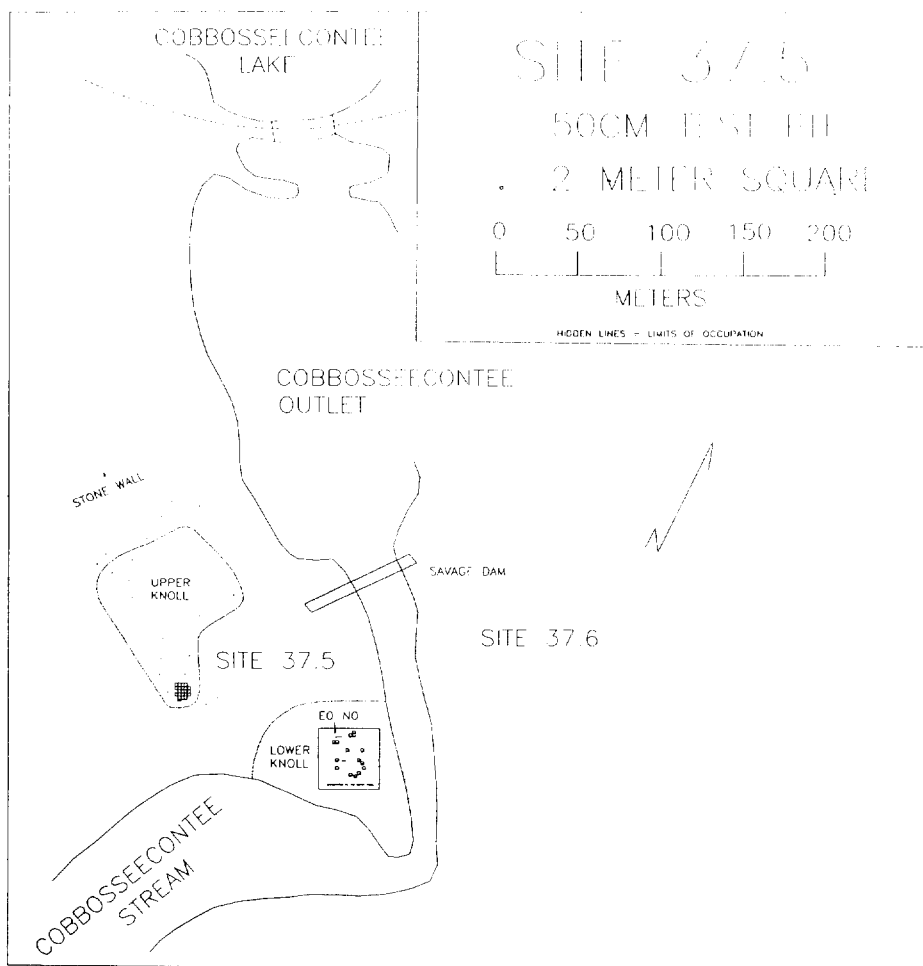 COBBOSSEECONTEE
LAKE
SITE 37.5
50CM TEST PIT
2 METER SQUARE
0 50 100 150 200
METERS
HIDDEN LINES = LIMITS OF OCCUPATION
COBBOSSEECONTEE
OUTLET
STONE WALL
N
UPPER
KNOLL
SAVAGE DAM
SITE 37.6
SITE 37.5
E0 N0
LOWER
KNOLL
COBBOSSEECONTEE
STREAM